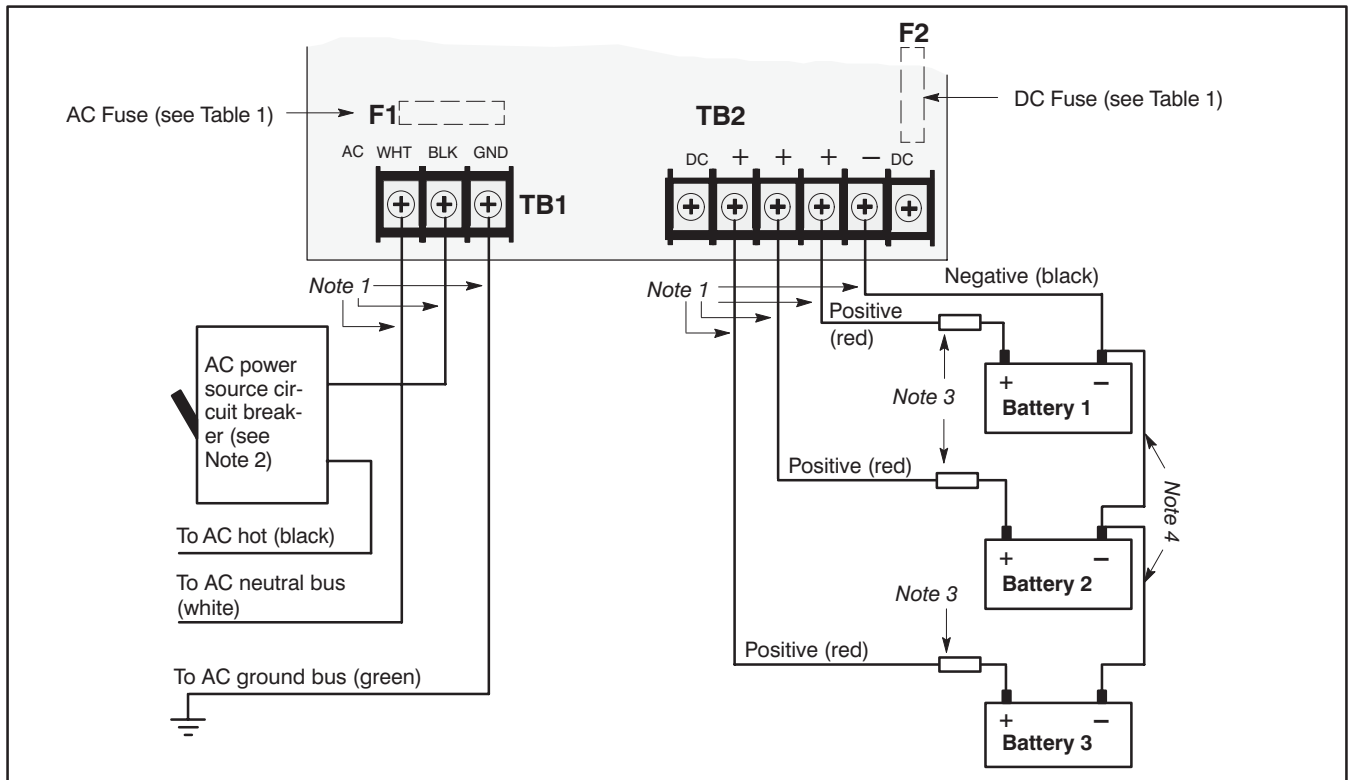 F2
AC Fuse (see Table 1)
F1
TB2
DC Fuse (see Table 1)
AC WHT BLK GND
DC + + + − DC
TB1
Note 1
Note 1
Negative (black)
Positive
(red)
AC power
source cir-
cuit break-
er (see
Note 2)
+ −
Battery 1
Note 3
Positive (red)
Note 4
To AC hot (black)
+ −
Battery 2
To AC neutral bus
(white)
Note 3
Positive (red)
To AC ground bus (green)
+ −
Battery 3